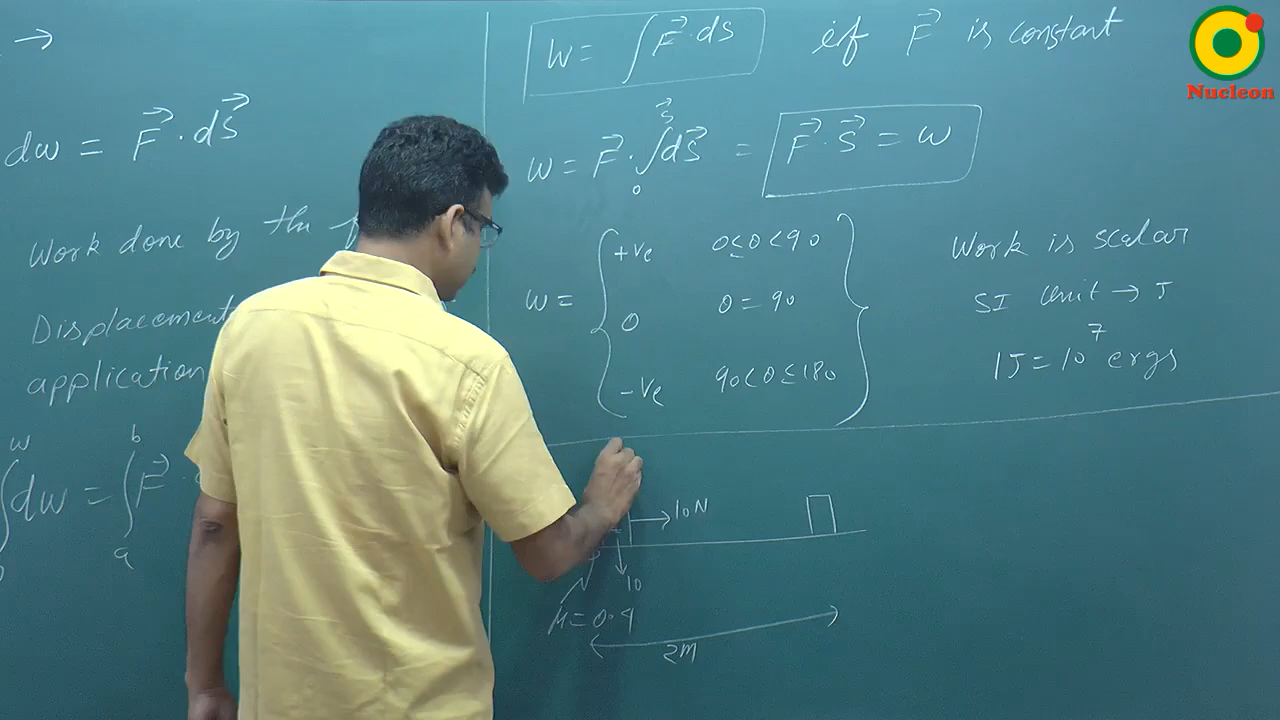 →
dw = F⃗ . dS⃗
Work done by the
Displacement
application
∫ dw = ∫ F⃗ .
w
b
a
W = ∫ F⃗ . ds if F⃗ is constant
w = F⃗ . ∫₀^S⃗ dS⃗ = F⃗ . S⃗ = w
w = { +ve 0 ≤ θ < 90
0 θ = 90
-ve 90 < θ ≤ 180 }
Work is scalar
SI unit → J
1J = 10⁷ ergs
10N
10
μ = 0.4
2M
Nucleon